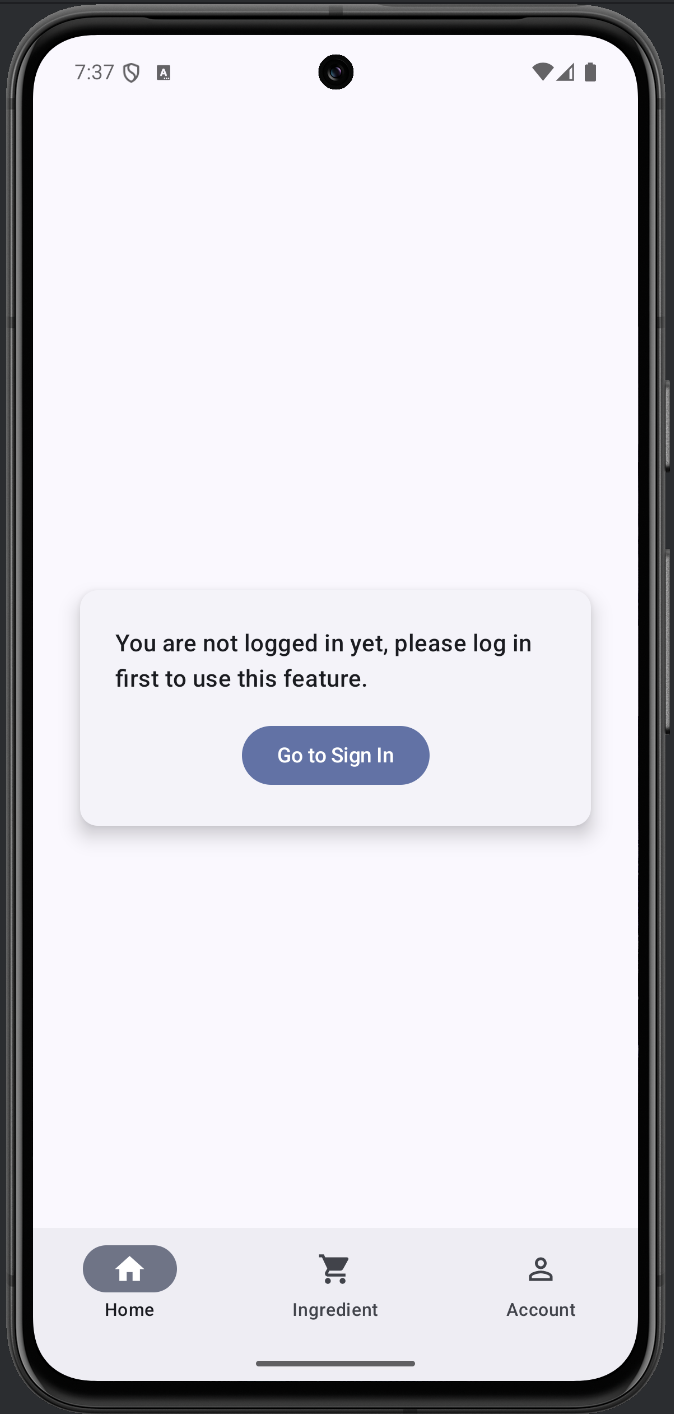 7:37
A
You are not logged in yet, please log in
first to use this feature.
Go to Sign In
Home
Ingredient
Account